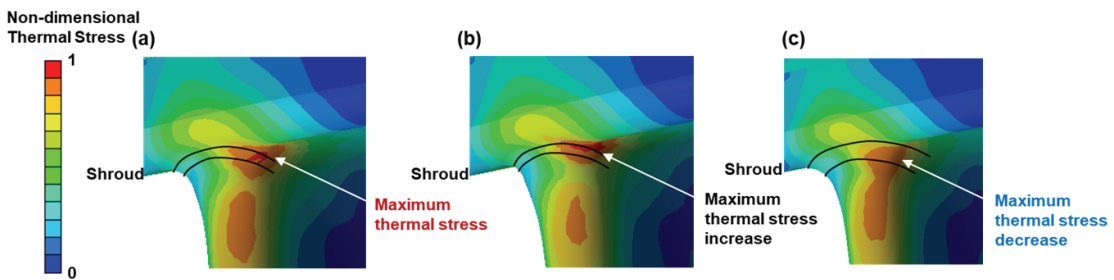 Non-dimensional
Thermal Stress
1
0
(a)
Shroud
Maximum
thermal stress
(b)
Shroud
Maximum
thermal stress
increase
(c)
Shroud
Maximum
thermal stress
decrease